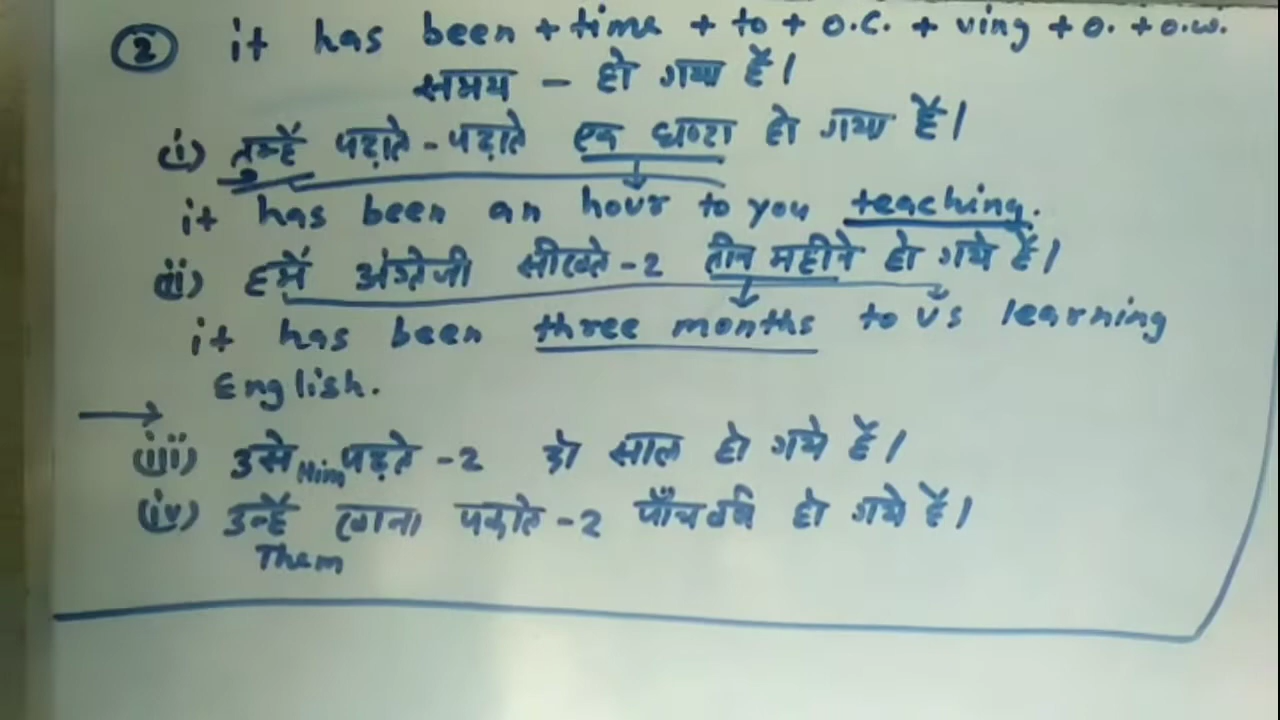 ② it has been + time + to + o.c. + ving + o. + o.w.
समय - हो गया है।
(i) तुम्हें पढ़ाते - पढ़ाते एक घण्टा हो गया है।
it has been an hour to you teaching.
(ii) हमें अंग्रेजी सीखते -2 तीन महीने हो गये हैं।
it has been three months to us learning
English.
(iii) उसे Him पढ़ते -2 दो साल हो गये हैं।
(iv) उन्हें -2 पाँच वर्ष हो गये हैं।
Them